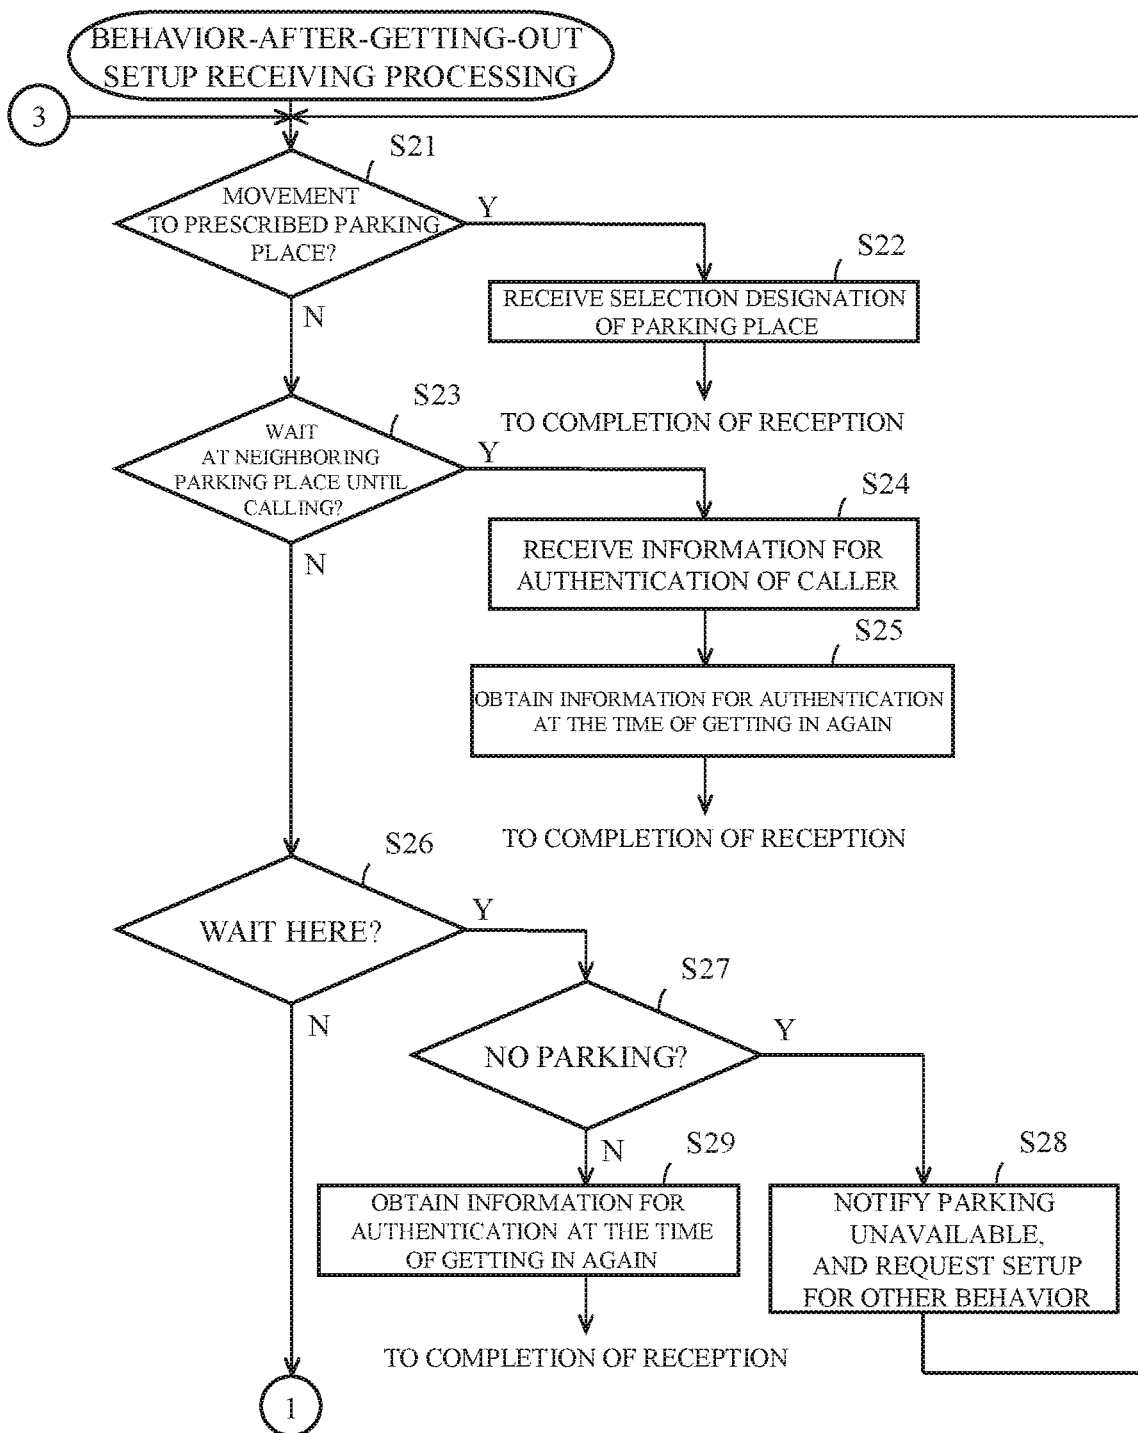 BEHAVIOR-AFTER-GETTING-OUT
SETUP RECEIVING PROCESSING
3
S21
MOVEMENT
TO PRESCRIBED PARKING
PLACE?
Y
S22
RECEIVE SELECTION DESIGNATION
OF PARKING PLACE
N
TO COMPLETION OF RECEPTION
S23
WAIT
AT NEIGHBORING
PARKING PLACE UNTIL
CALLING?
Y
S24
RECEIVE INFORMATION FOR
AUTHENTICATION OF CALLER
N
S25
OBTAIN INFORMATION FOR AUTHENTICATION
AT THE TIME OF GETTING IN AGAIN
TO COMPLETION OF RECEPTION
S26
WAIT HERE?
Y
S27
N
NO PARKING?
Y
N
S29
S28
OBTAIN INFORMATION FOR
AUTHENTICATION AT THE TIME
OF GETTING IN AGAIN
NOTIFY PARKING
UNAVAILABLE,
AND REQUEST SETUP
FOR OTHER BEHAVIOR
TO COMPLETION OF RECEPTION
1